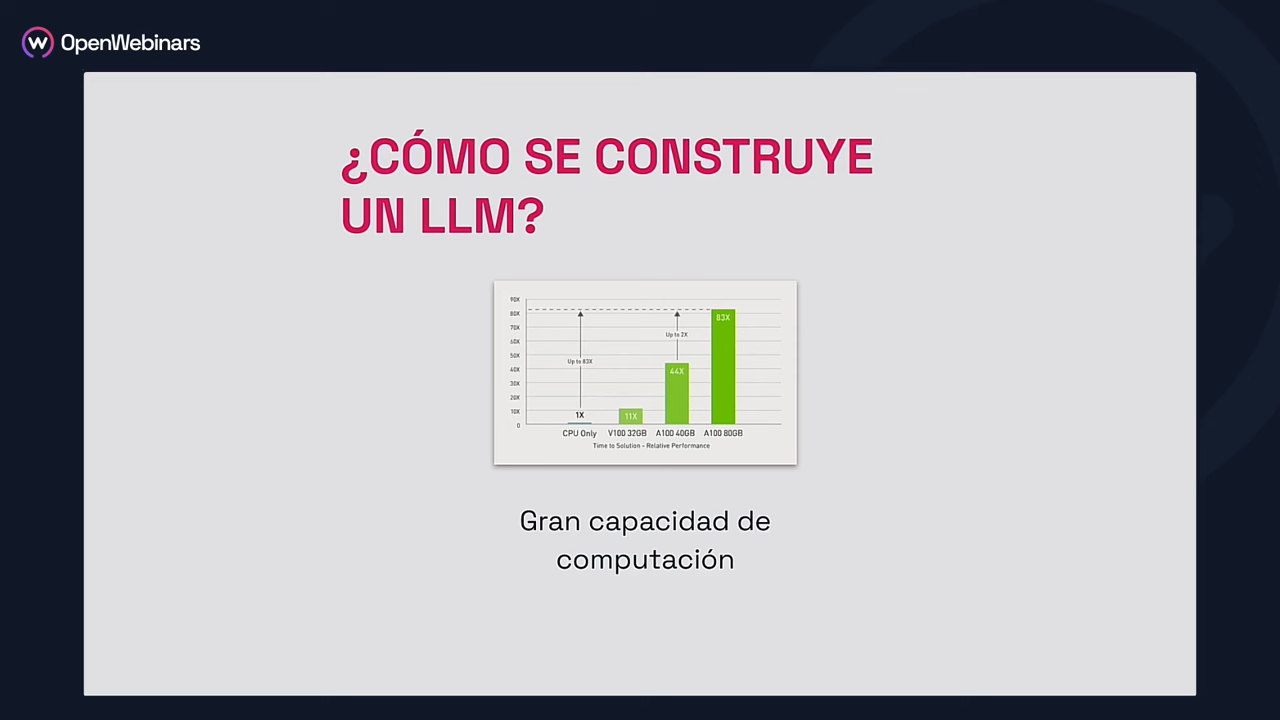 OpenWebinars
¿CÓMO SE CONSTRUYE
UN LLM?
90X
80X
70X
60X
50X
40X
30X
20X
10X
0
Up to 83X
Up to 2X
1X
11X
44X
83X
CPU Only V100 32GB A100 40GB A100 80GB
Time to Solution - Relative Performance
Gran capacidad de
computación